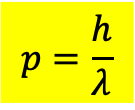 p = h/λ